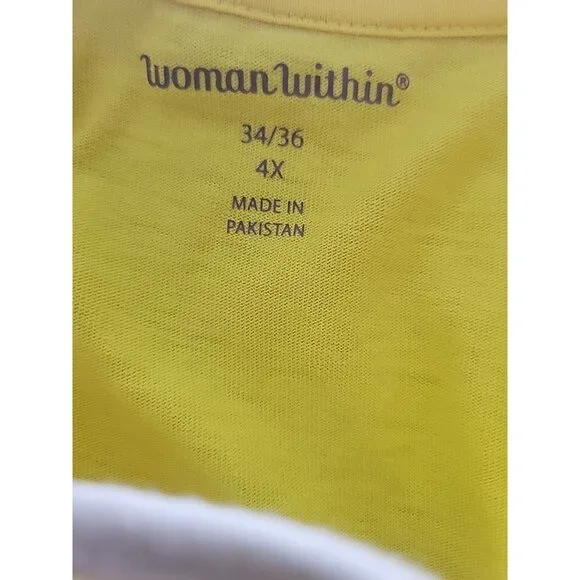 Woman Within®
34/36
4X
MADE IN
PAKISTAN